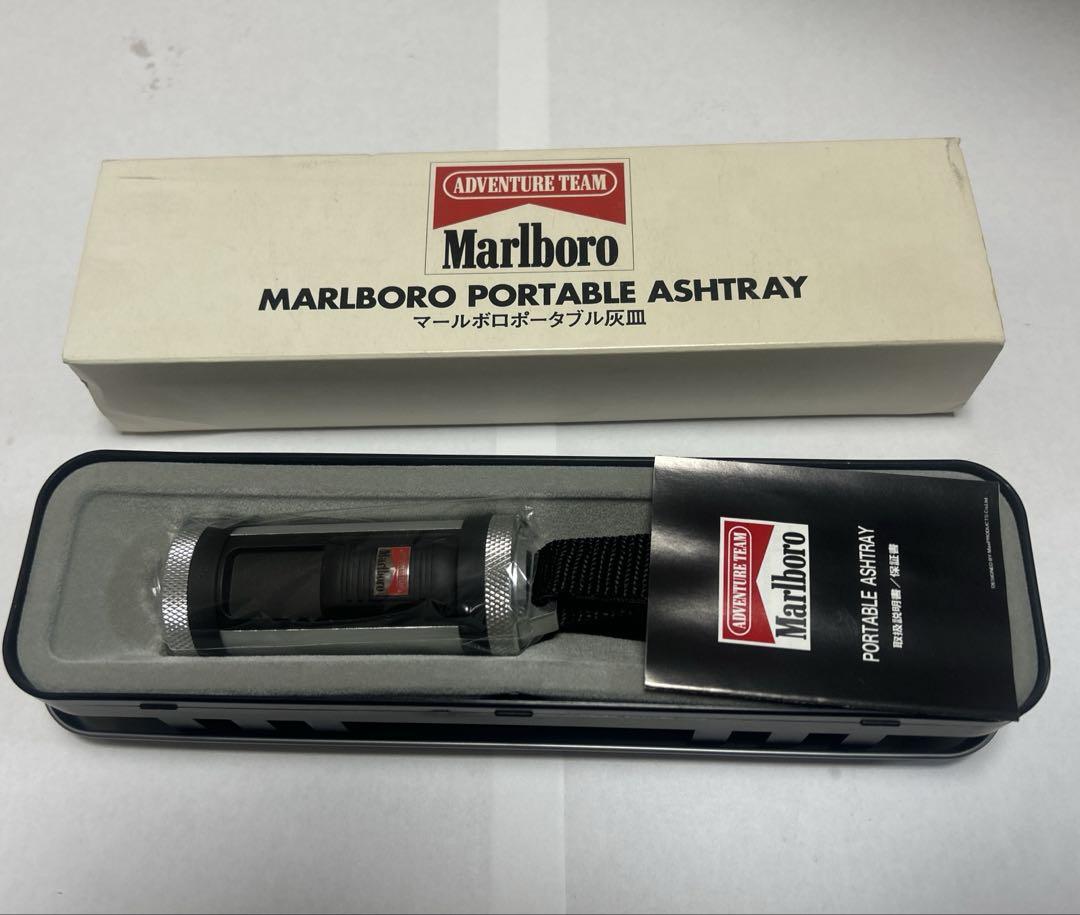 ADVENTURE TEAM
Marlboro
MARLBORO PORTABLE ASHTRAY
マールボロポータブル灰皿
Marlboro
ADVENTURE TEAM
Marlboro
PORTABLE ASHTRAY
取扱説明書/保証書